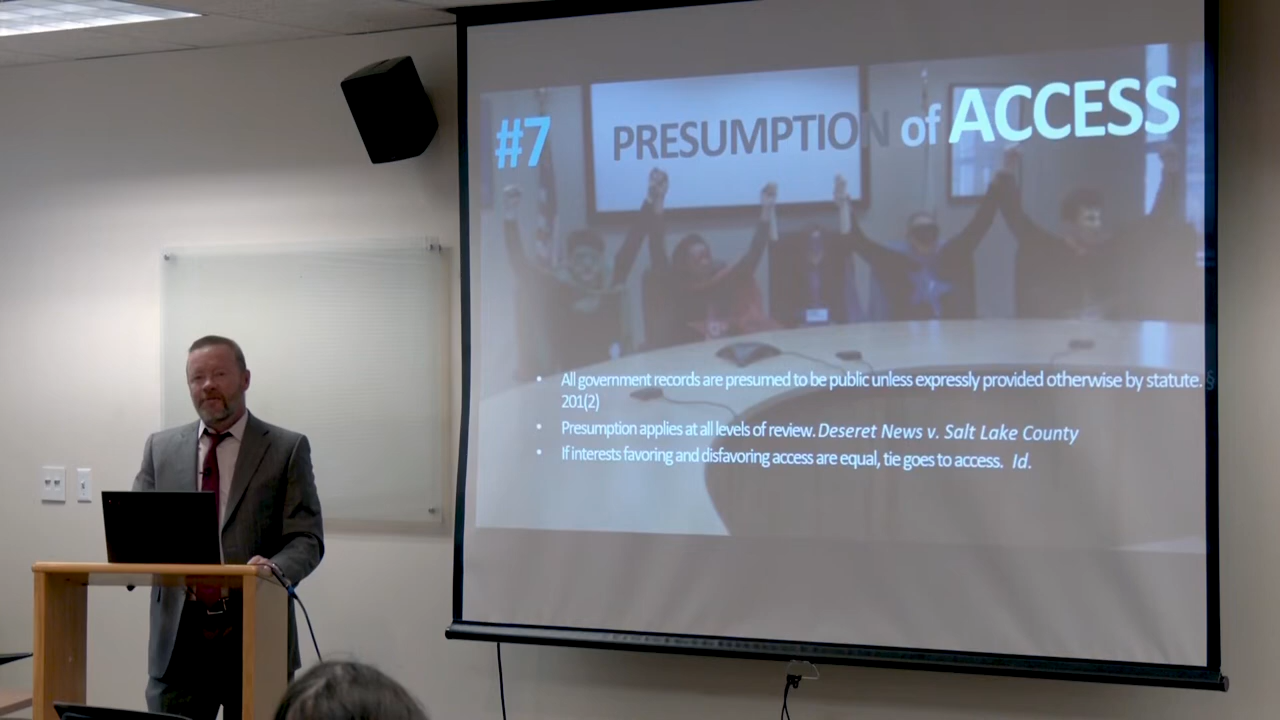 #7 PRESUMPTION of ACCESS
• All government records are presumed to be public unless expressly provided otherwise by statute. §
201(2)
• Presumption applies at all levels of review. Deseret News v. Salt Lake County
• If interests favoring and disfavoring access are equal, tie goes to access. Id.